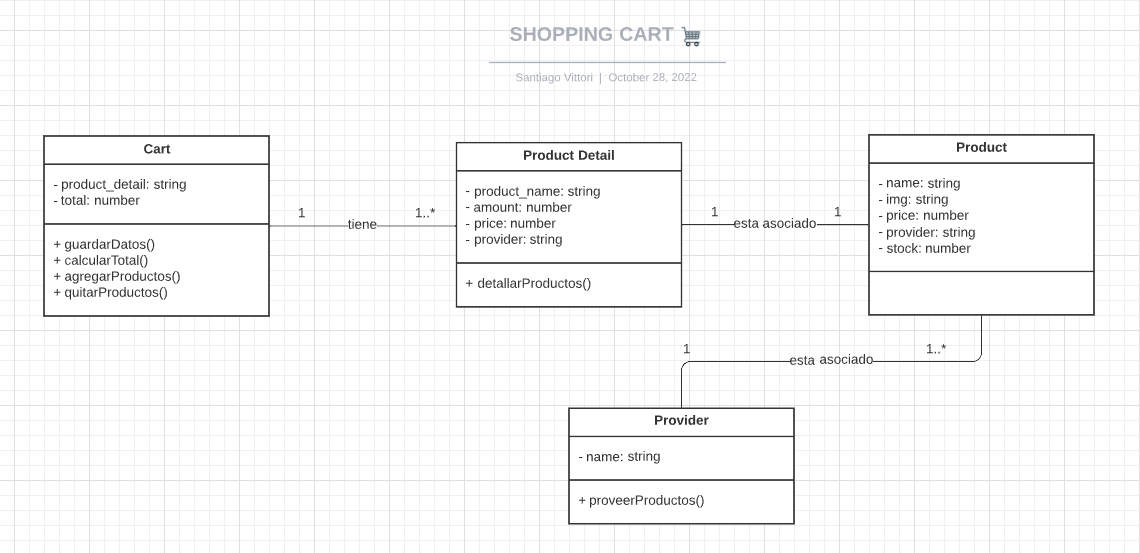 SHOPPING CART 🛒
Santiago Vittori | October 28, 2022
Cart
- product_detail: string
- total: number
+ guardarDatos()
+ calcularTotal()
+ agregarProductos()
+ quitarProductos()
1
tiene
1..*
Product Detail
- product_name: string
- amount: number
- price: number
- provider: string
+ detallarProductos()
1
esta asociado
1
Product
- name: string
- img: string
- price: number
- provider: string
- stock: number
1
esta asociado
1..*
Provider
- name: string
+ proveerProductos()